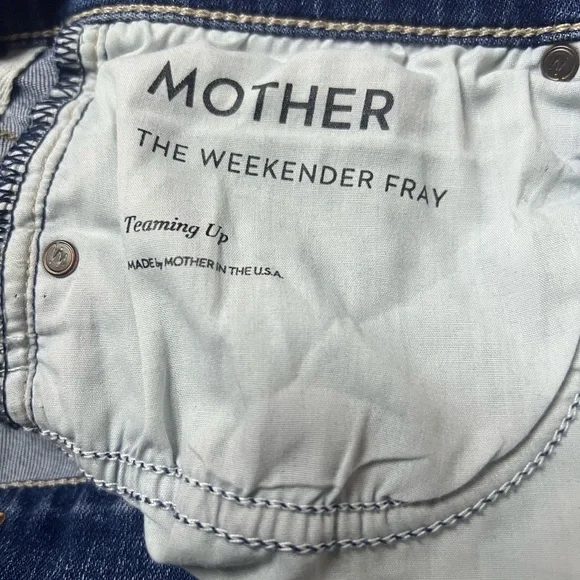 MOTHER
THE WEEKENDER FRAY
Teaming Up
MADE by MOTHER IN THE U.S.A.